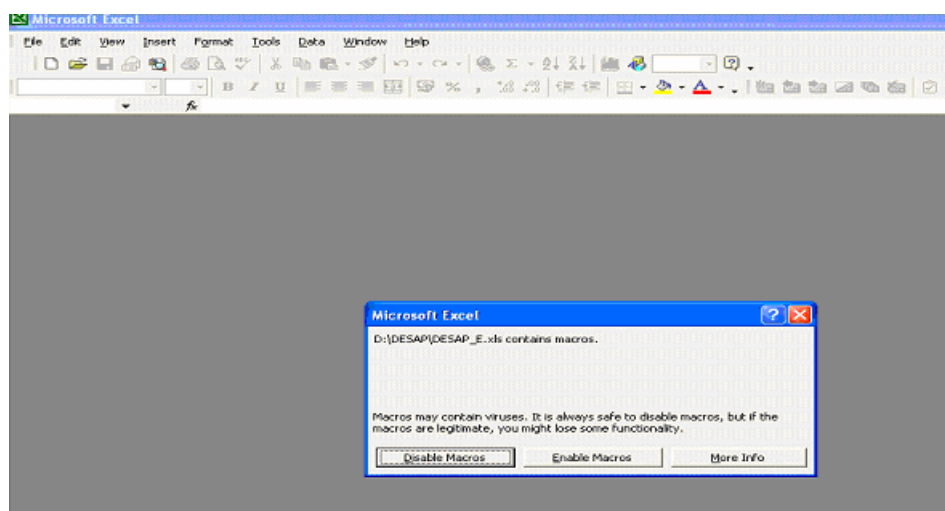 Microsoft Excel
File Edit View Insert Format Tools Data Window Help
Microsoft Excel
D:\DESAP\DESAP_E.xls contains macros.
Macros may contain viruses. It is always safe to disable macros, but if the
macros are legitimate, you might lose some functionality.
Disable Macros Enable Macros More Info